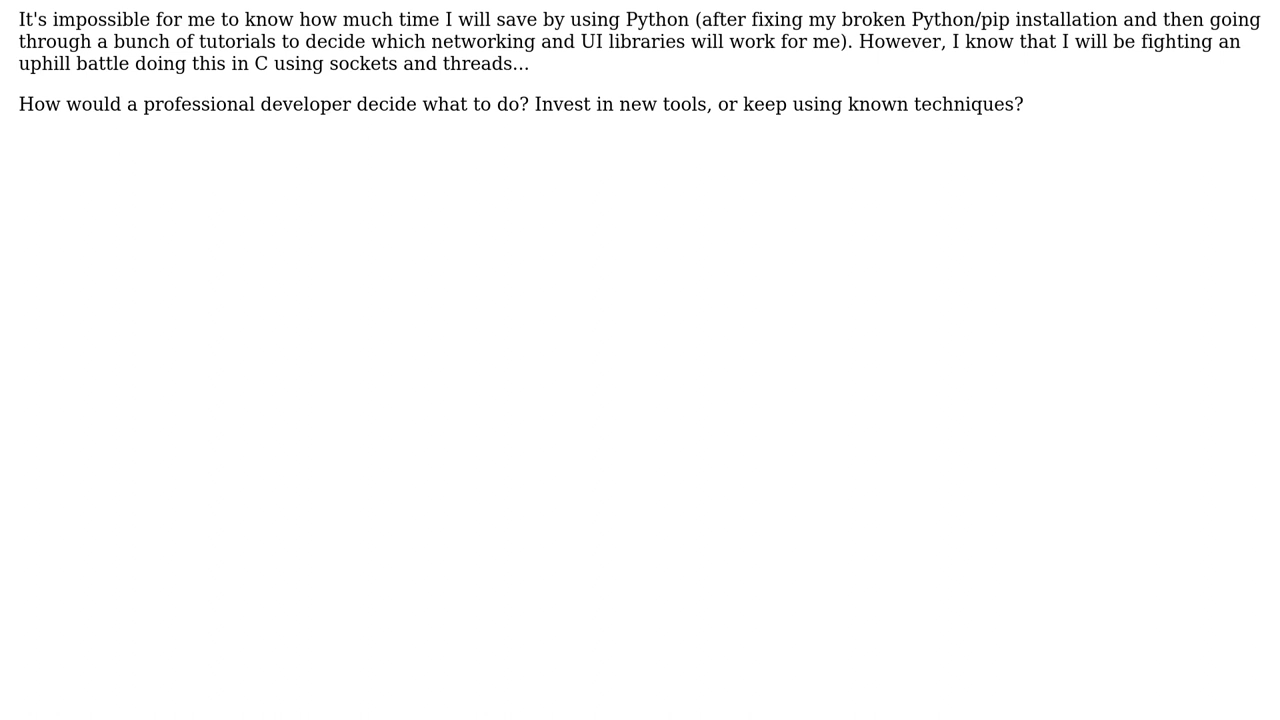 It's impossible for me to know how much time I will save by using Python (after fixing my broken Python/pip installation and then going
through a bunch of tutorials to decide which networking and UI libraries will work for me). However, I know that I will be fighting an
uphill battle doing this in C using sockets and threads...
How would a professional developer decide what to do? Invest in new tools, or keep using known techniques?